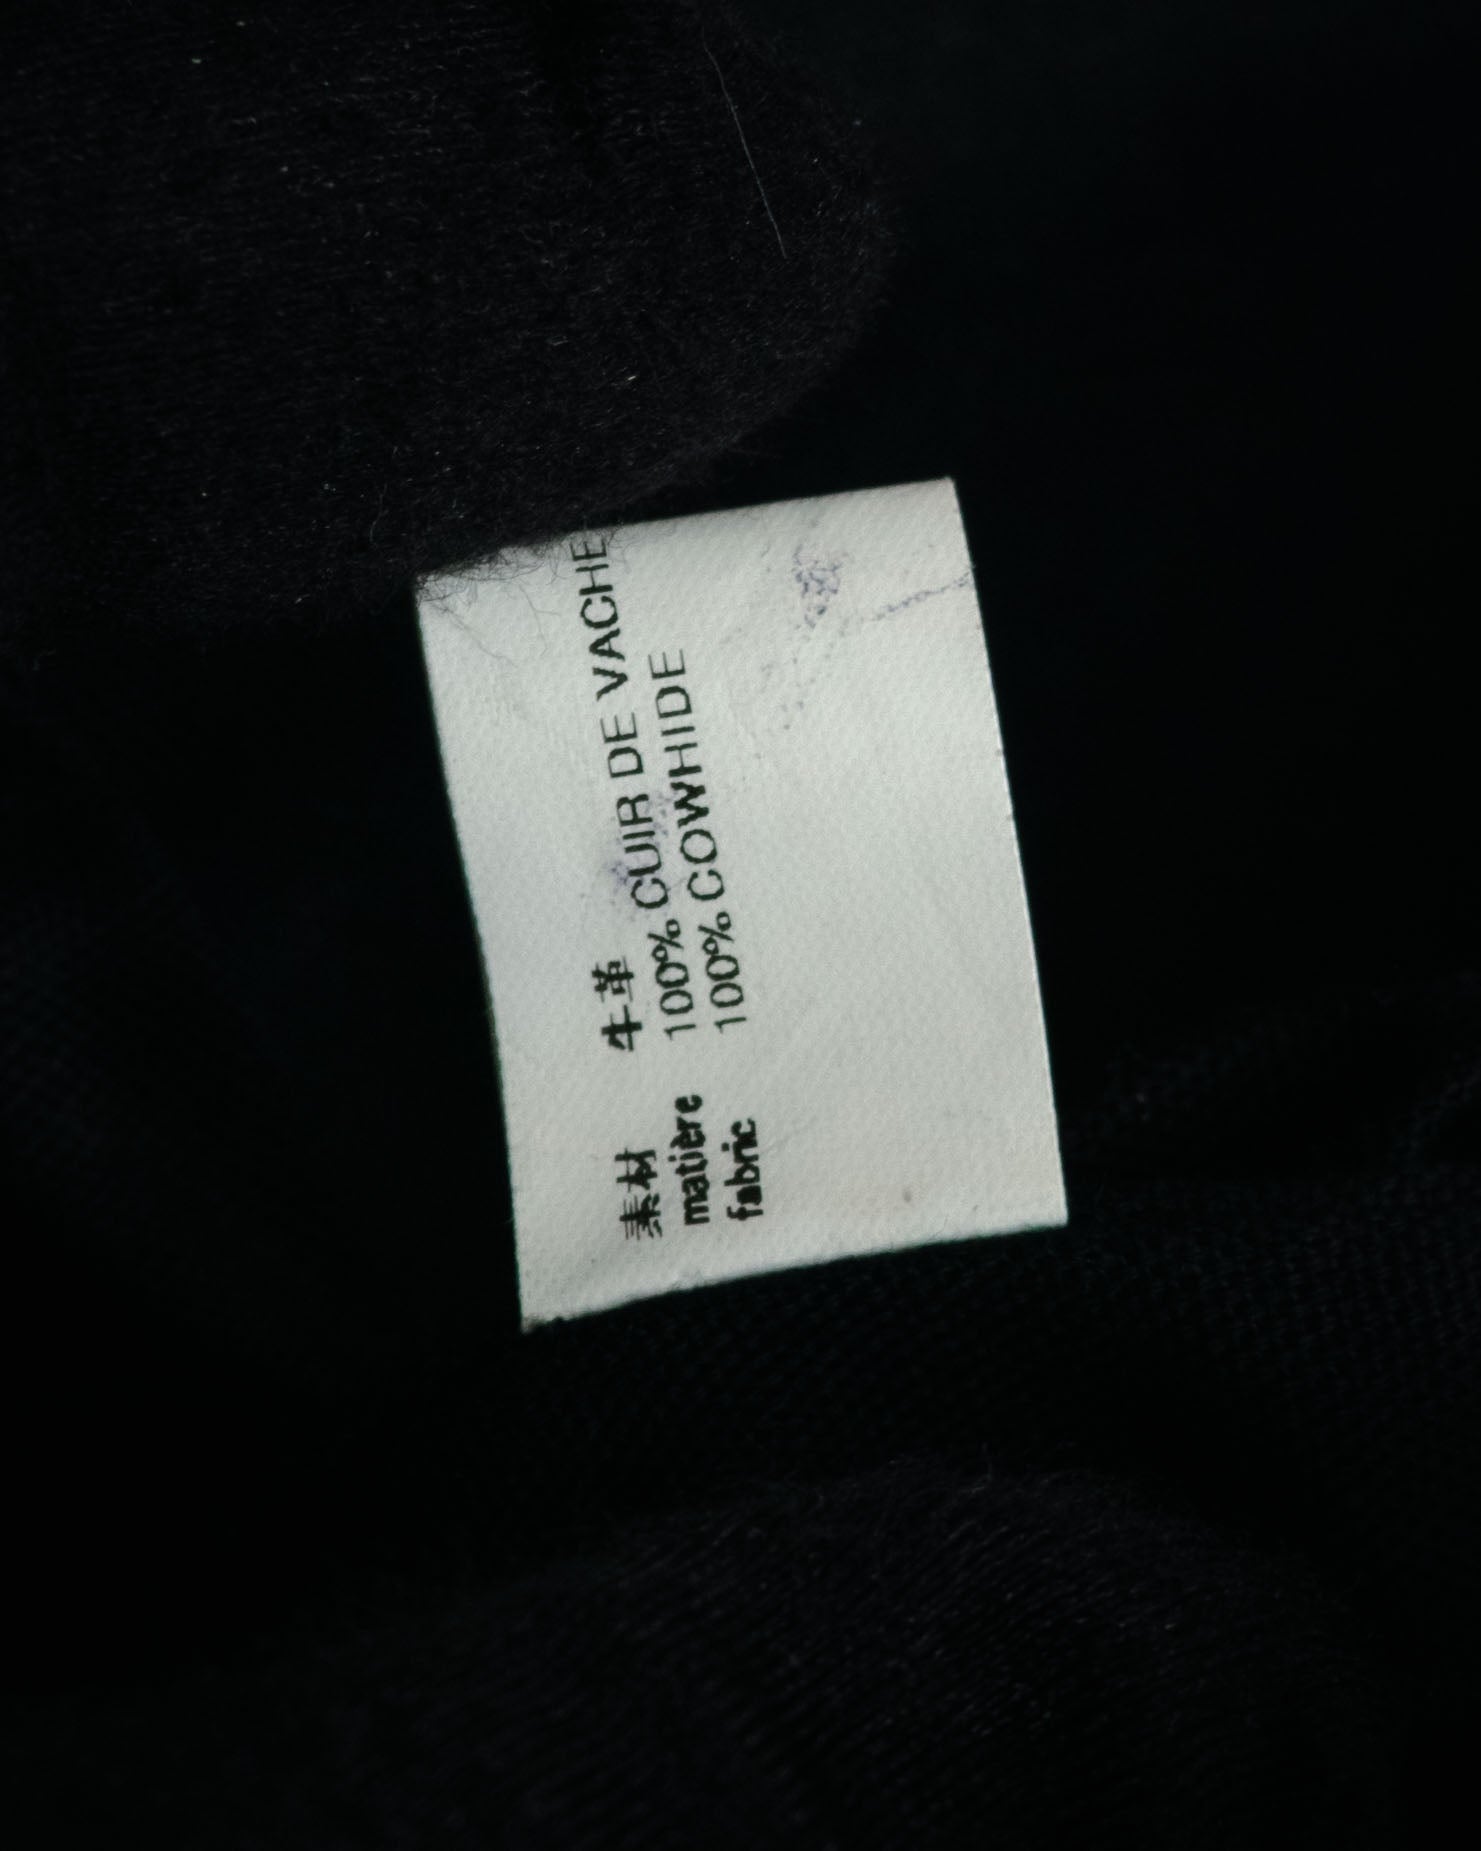 素材 牛革
matière 100% CUIR DE VACHE
fabric 100% COWHIDE